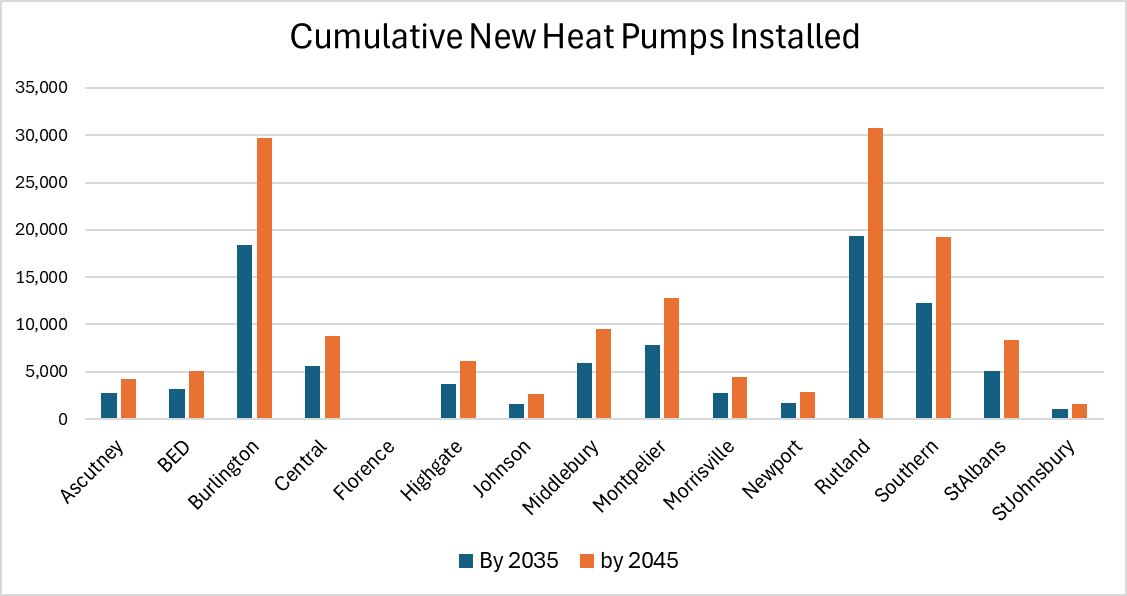 Cumulative New Heat Pumps Installed
35,000
30,000
25,000
20,000
15,000
10,000
5,000
0
Ascutney
BED
Burlington
Central
Florence
Highgate
Johnson
Middlebury
Montpelier
Morrisville
Newport
Rutland
Southern
StAlbans
StJohnsbury
By 2035
by 2045